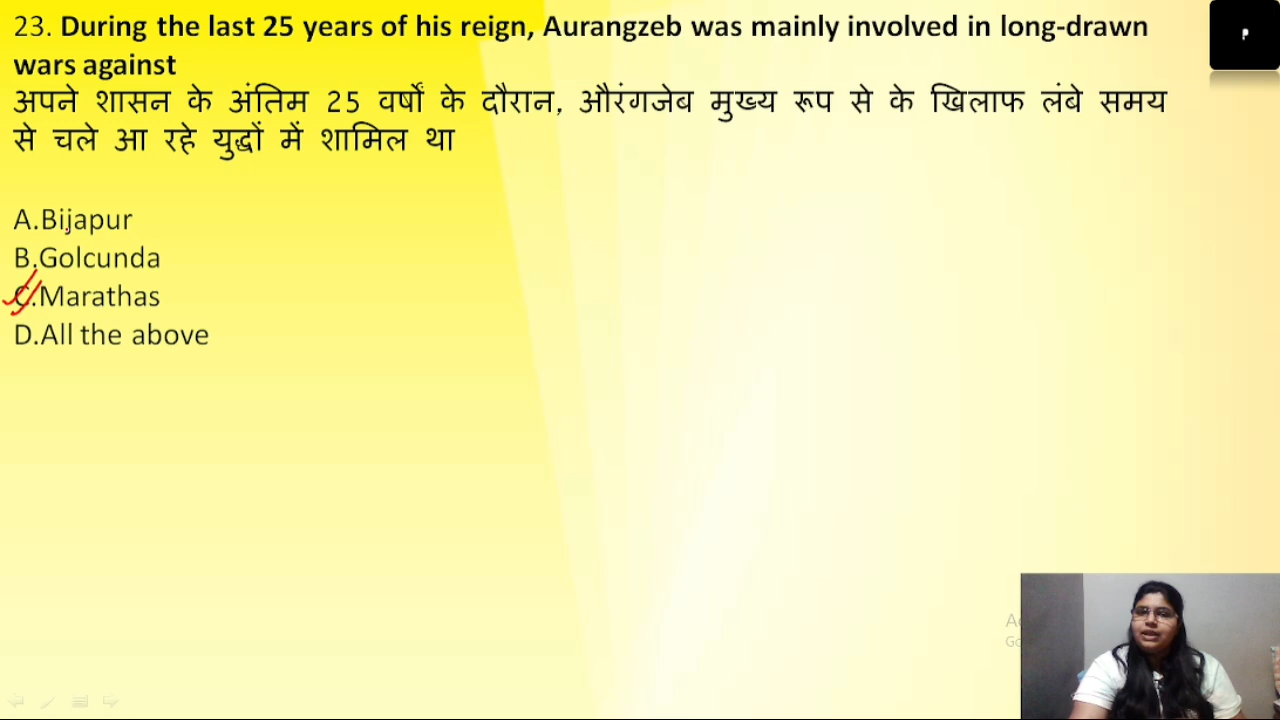 23. During the last 25 years of his reign, Aurangzeb was mainly involved in long-drawn
wars against
अपने शासन के अंतिम 25 वर्षों के दौरान, औरंगजेब मुख्य रूप से के खिलाफ लंबे समय
से चले आ रहे युद्धों में शामिल था
A.Bijapur
B.Golcunda
C.Marathas
D.All the above